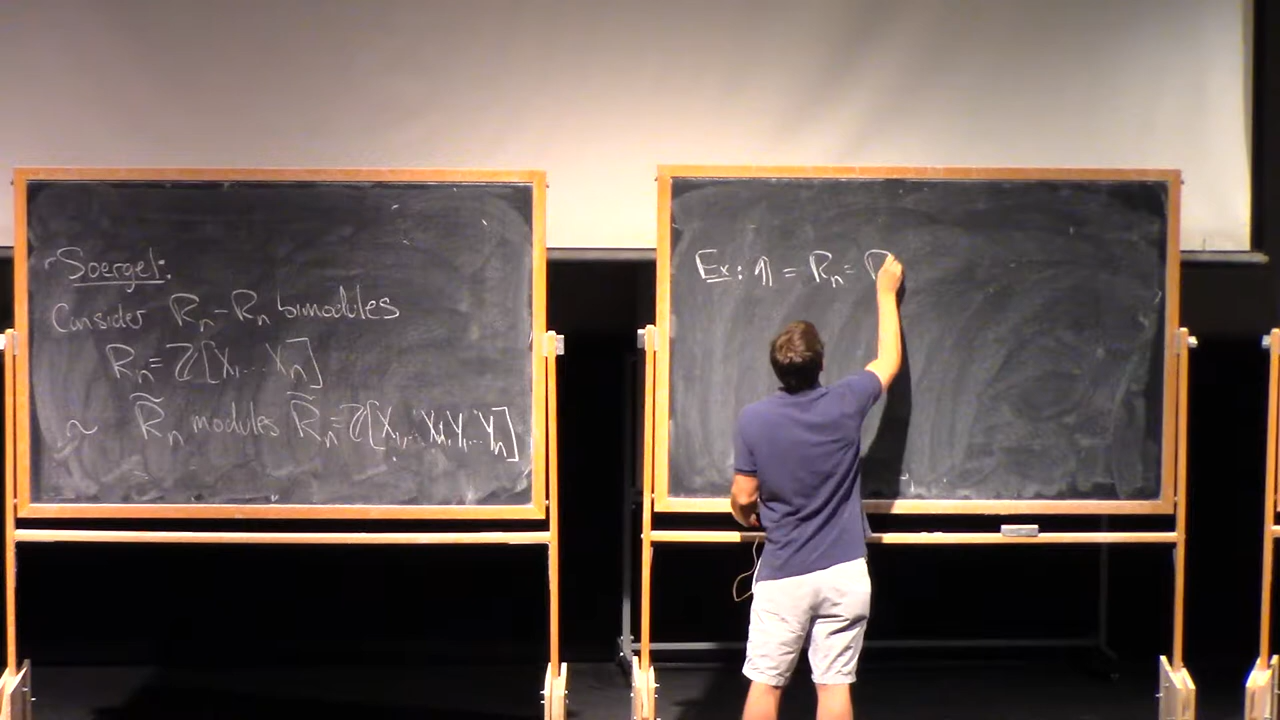 ~Soergel:
Consider Rₙ-Rₙ bimodules
Rₙ=ℤ[X₁...Xₙ]
~ R̃ₙ modules R̃ₙ=ℤ[X₁,...Xₙ,Y₁...Yₙ]
Ex: 𝟙 = Rₙ = R